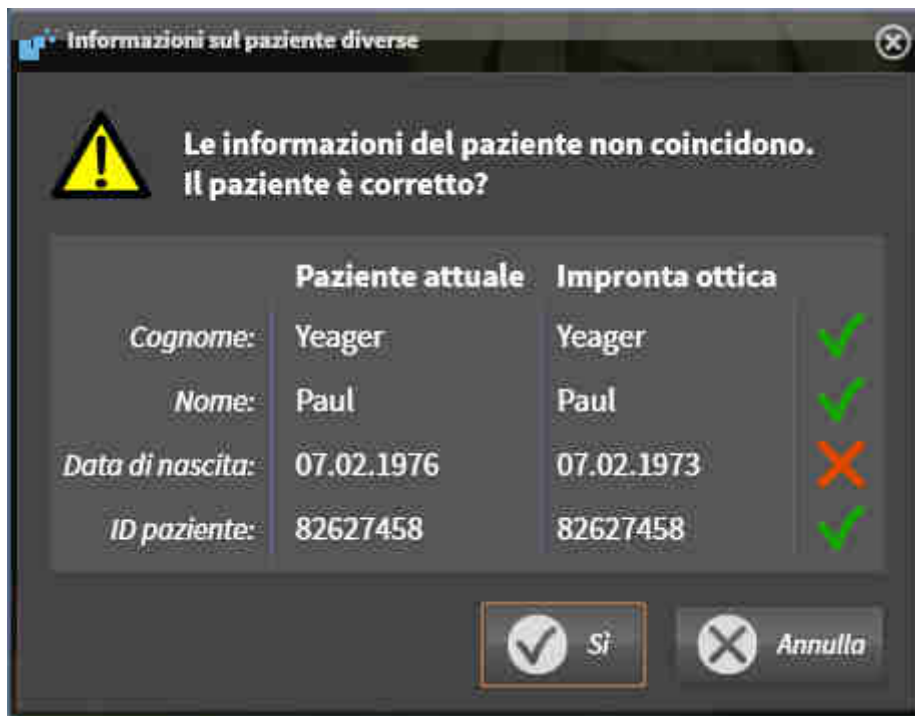 Informazioni sul paziente diverse
Le informazioni del paziente non coincidono.
Il paziente è corretto?
Paziente attuale Impronta ottica
Cognome: Yeager Yeager
Nome: Paul Paul
Data di nascita: 07.02.1976 07.02.1973
ID paziente: 82627458 82627458
Sì Annulla